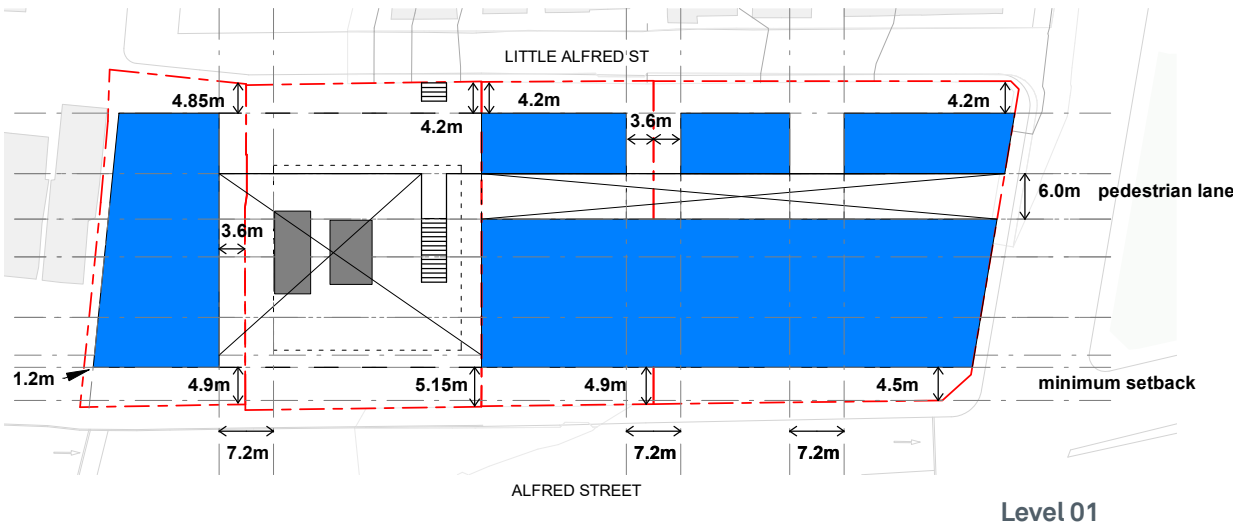 LITTLE ALFRED ST
4.85m
4.2m
4.2m
4.2m
3.6m
6.0m pedestrian lane
3.6m
1.2m
4.9m
5.15m
4.9m
4.5m
minimum setback
7.2m
7.2m
7.2m
ALFRED STREET
Level 01